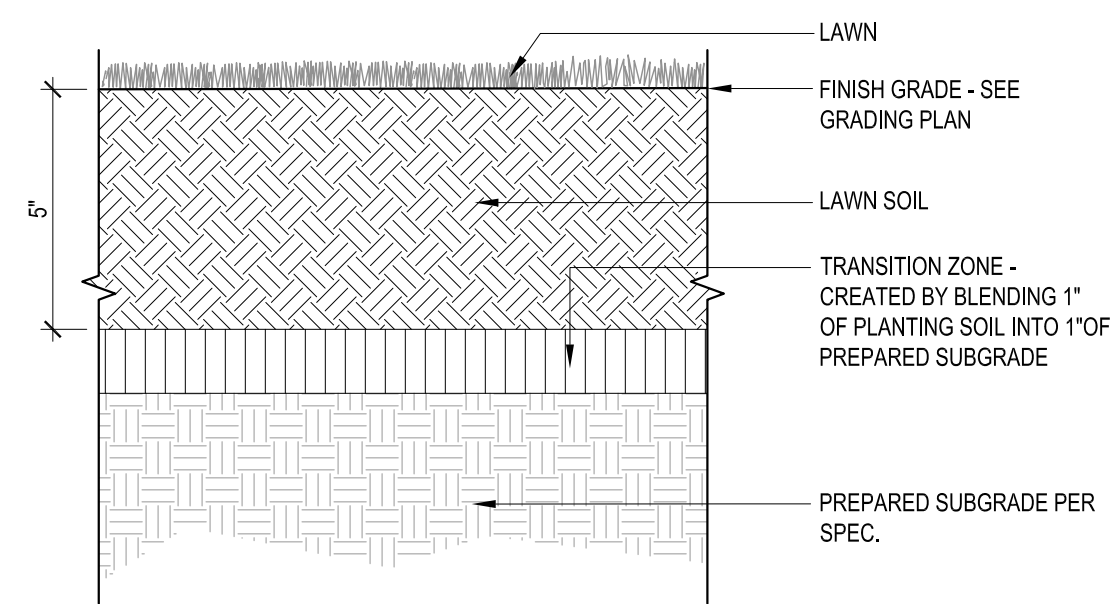 LAWN
FINISH GRADE - SEE
GRADING PLAN
5"
LAWN SOIL
TRANSITION ZONE -
CREATED BY BLENDING 1"
OF PLANTING SOIL INTO 1"OF
PREPARED SUBGRADE
PREPARED SUBGRADE PER
SPEC.